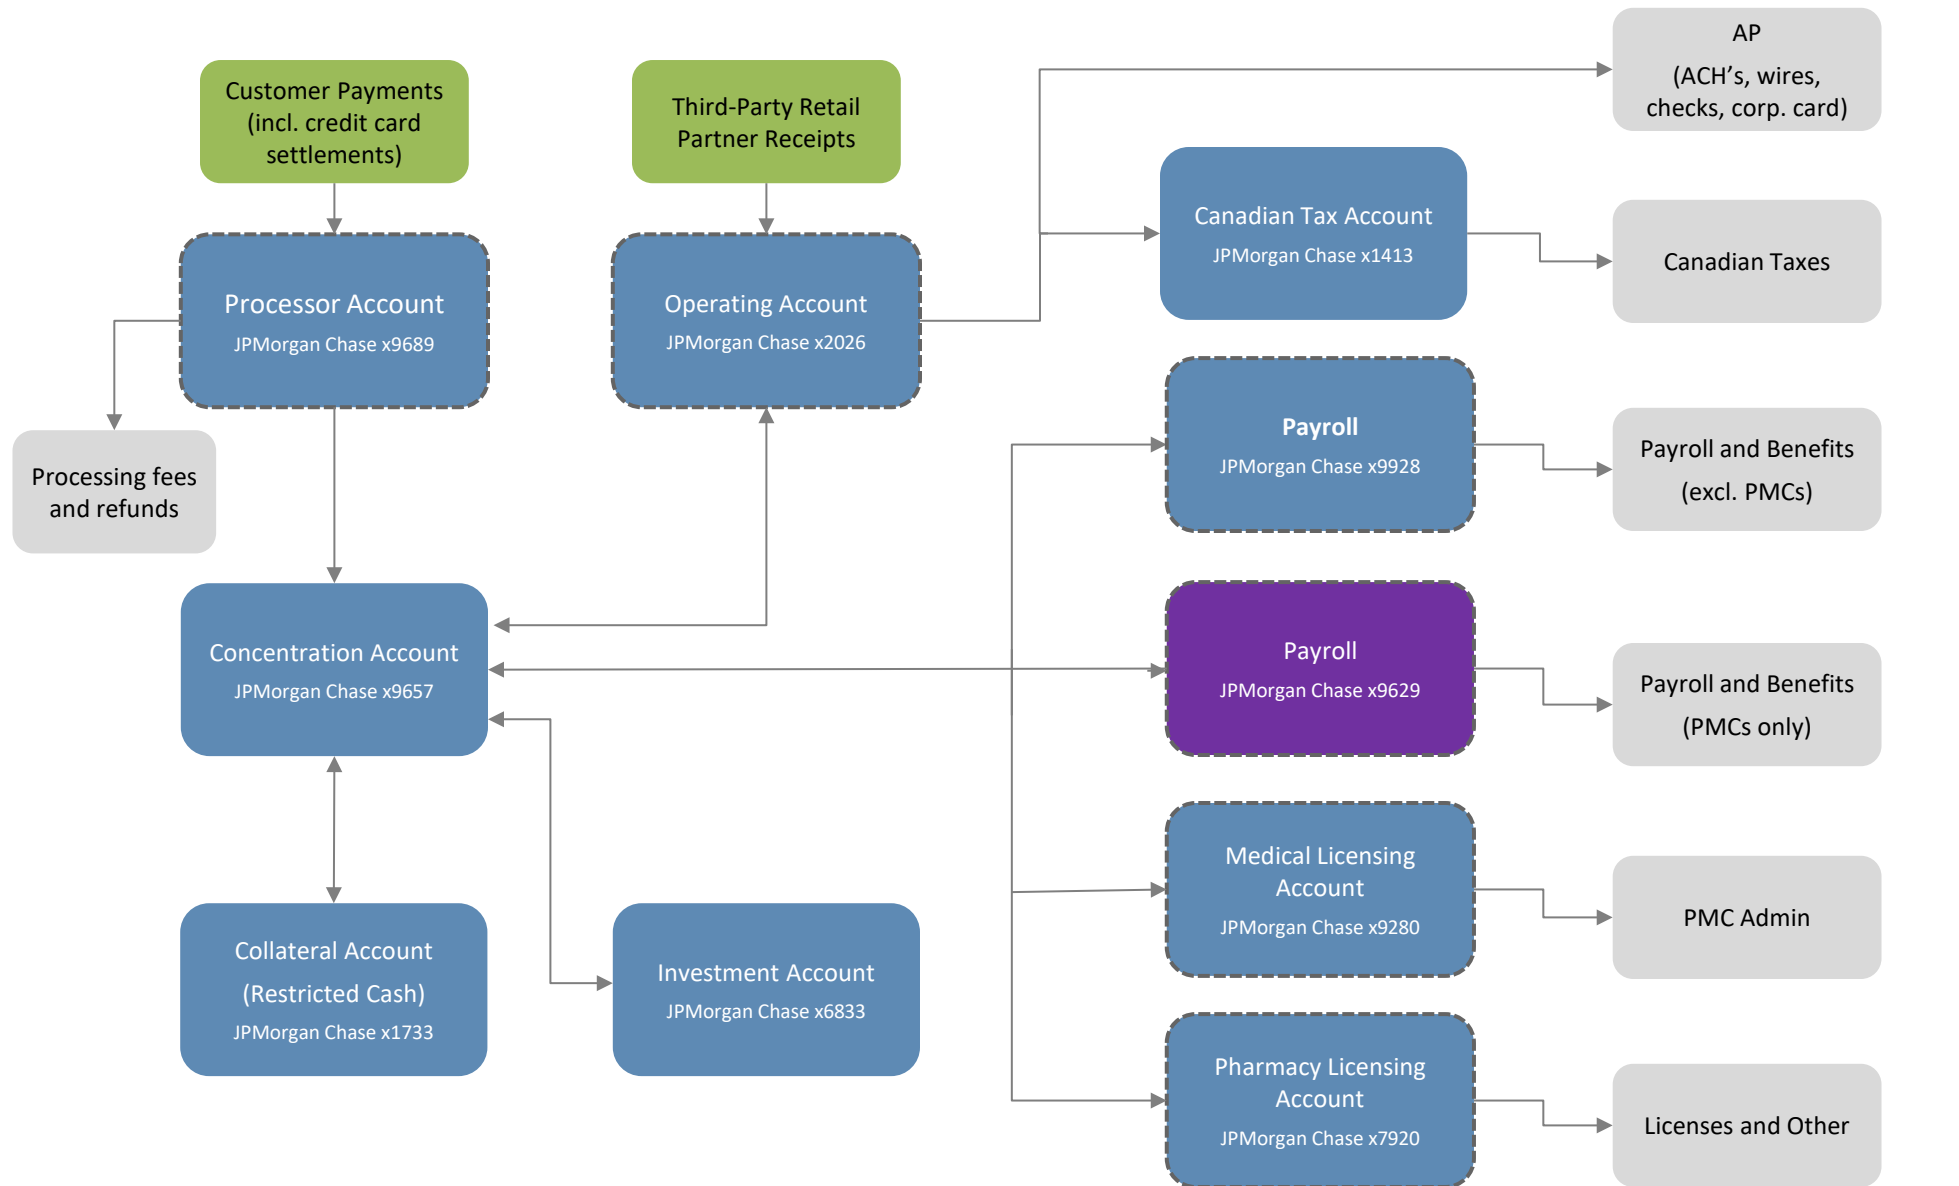 AP
(ACH's, wires,
checks, corp. card)
Customer Payments
(incl. credit card
settlements)
Third-Party Retail
Partner Receipts
Canadian Tax Account
JPMorgan Chase x1413
Canadian Taxes
Processor Account
JPMorgan Chase x9689
Operating Account
JPMorgan Chase x2026
Payroll
JPMorgan Chase x9928
Payroll and Benefits
(excl. PMCs)
Processing fees
and refunds
Concentration Account
JPMorgan Chase x9657
Payroll
JPMorgan Chase x9629
Payroll and Benefits
(PMCs only)
Medical Licensing
Account
JPMorgan Chase x9280
PMC Admin
Collateral Account
(Restricted Cash)
JPMorgan Chase x1733
Investment Account
JPMorgan Chase x6833
Pharmacy Licensing
Account
JPMorgan Chase x7920
Licenses and Other